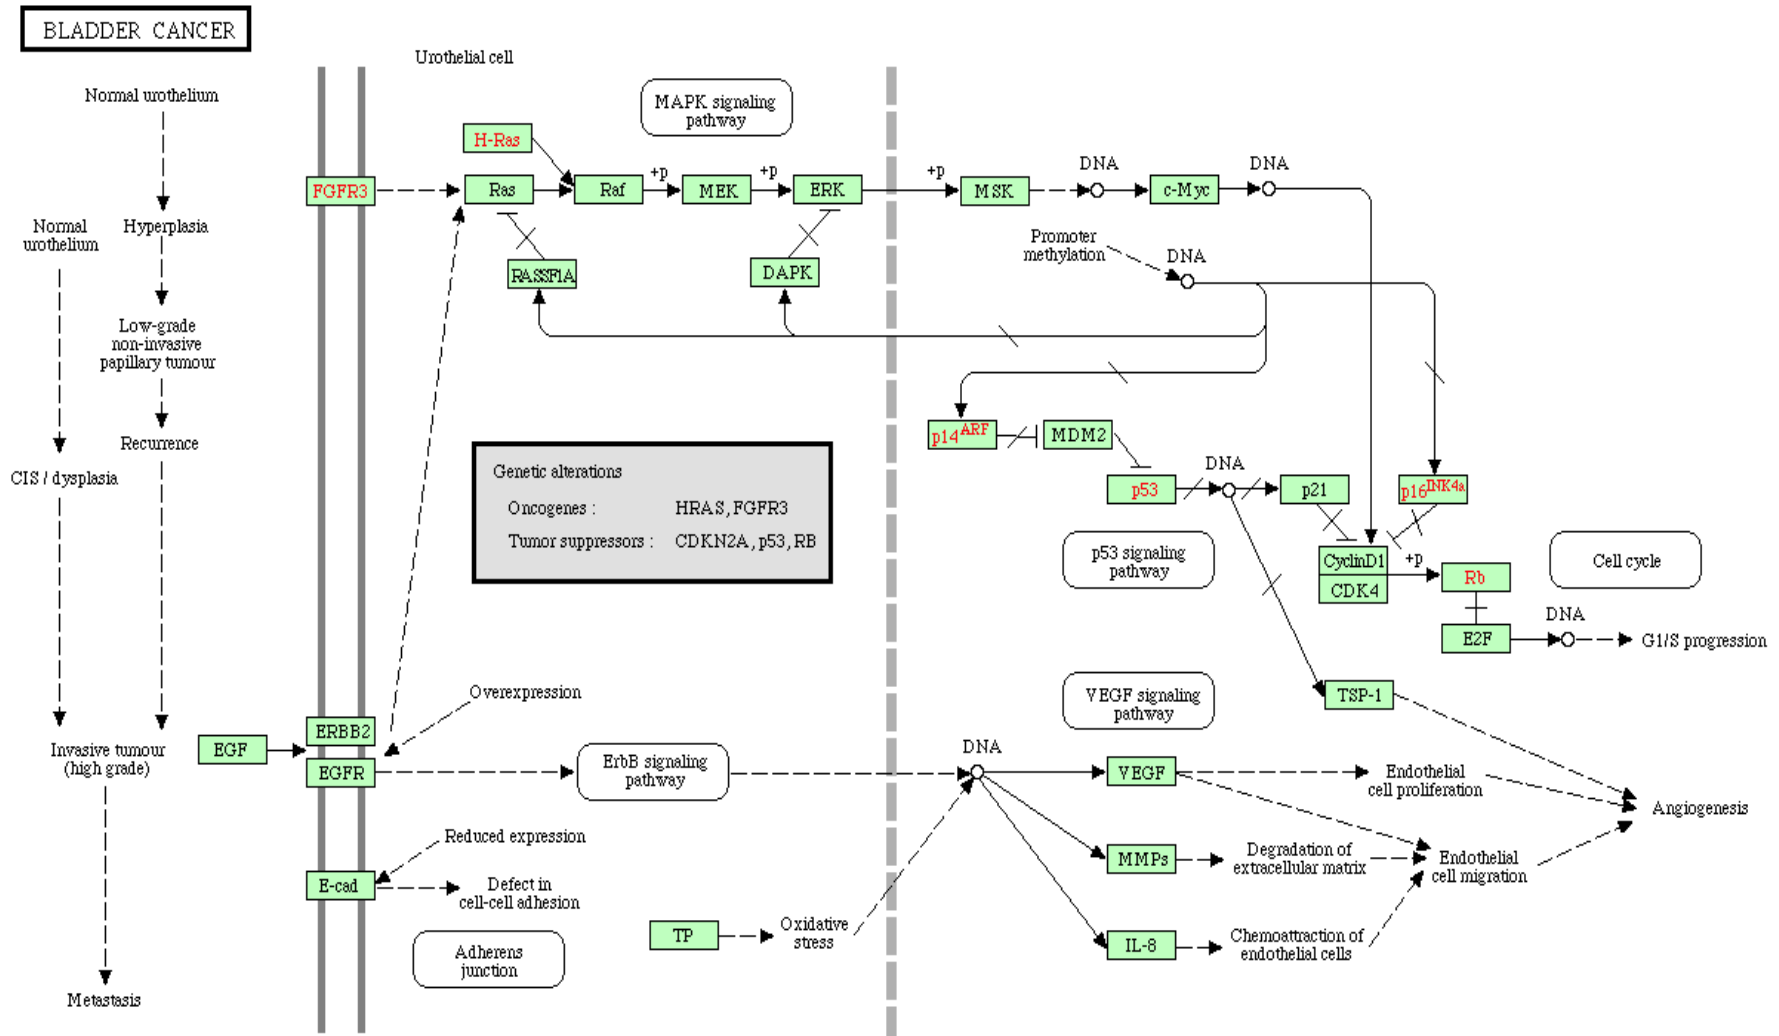 BLADDER CANCER
Urothelial cell
Normal urothelium
MAPK signaling
pathway
H-Ras
FGFR3
Ras
Raf
+p
MEK
+p
ERK
+p
MSK
DNA
c-Myc
DNA
Normal
urothelium
Hyperplasia
RASSF1A
DAPK
Promoter
methylation
DNA
Low-grade
non-invasive
papillary tumour
Recurrence
CIS / dysplasia
p14ARF
MDM2
p53
DNA
p21
p16INK4a
Genetic alterations
Oncogenes : HRAS, FGFR3
Tumor suppressors : CDKN2A, p53, RB
p53 signaling
pathway
CyclinD1
CDK4
+p
Rb
Cell cycle
E2F
DNA
G1/S progression
Overexpression
VEGF signaling
pathway
TSP-1
Invasive tumour
(high grade)
EGF
ERBB2
EGFR
ErbB signaling
pathway
DNA
VEGF
Endothelial
cell proliferation
Angiogenesis
Reduced expression
MMPs
Degradation of
extracellular matrix
Endothelial
cell migration
E-cad
Defect in
cell-cell adhesion
TP
Oxidative
stress
IL-8
Chemoattraction of
endothelial cells
Adherens
junction
Metastasis